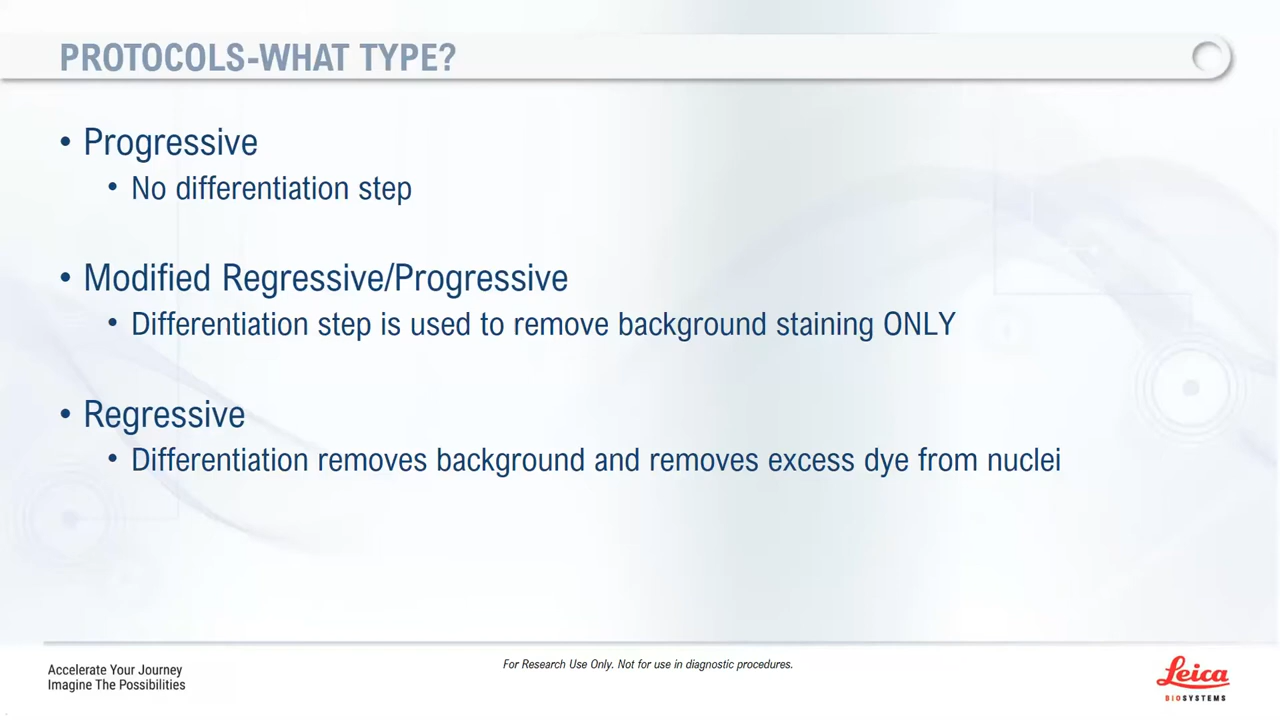 PROTOCOLS-WHAT TYPE?
• Progressive
• No differentiation step
• Modified Regressive/Progressive
• Differentiation step is used to remove background staining ONLY
• Regressive
• Differentiation removes background and removes excess dye from nuclei
Accelerate Your Journey
Imagine The Possibilities
For Research Use Only. Not for use in diagnostic procedures.
Leica
BIOSYSTEMS